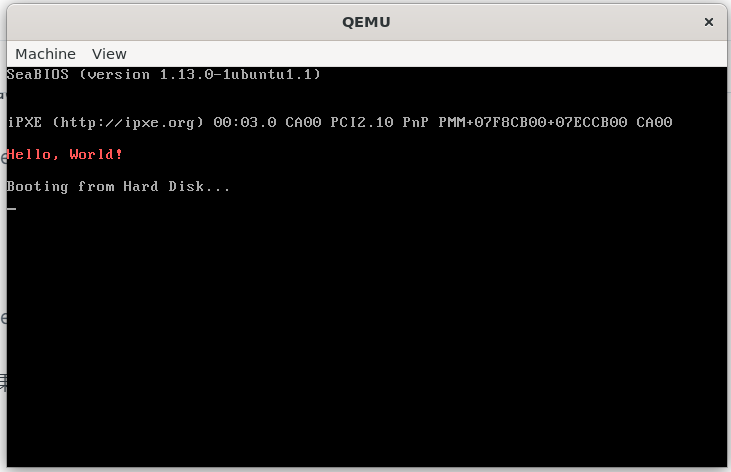 QEMU
Machine View
SeaBIOS (version 1.13.0-1ubuntu1.1)
iPXE (http://ipxe.org) 00:03.0 CA00 PCI2.10 PnP PMM+07F8CB00+07ECCB00 CA00
Hello, World!
Booting from Hard Disk...